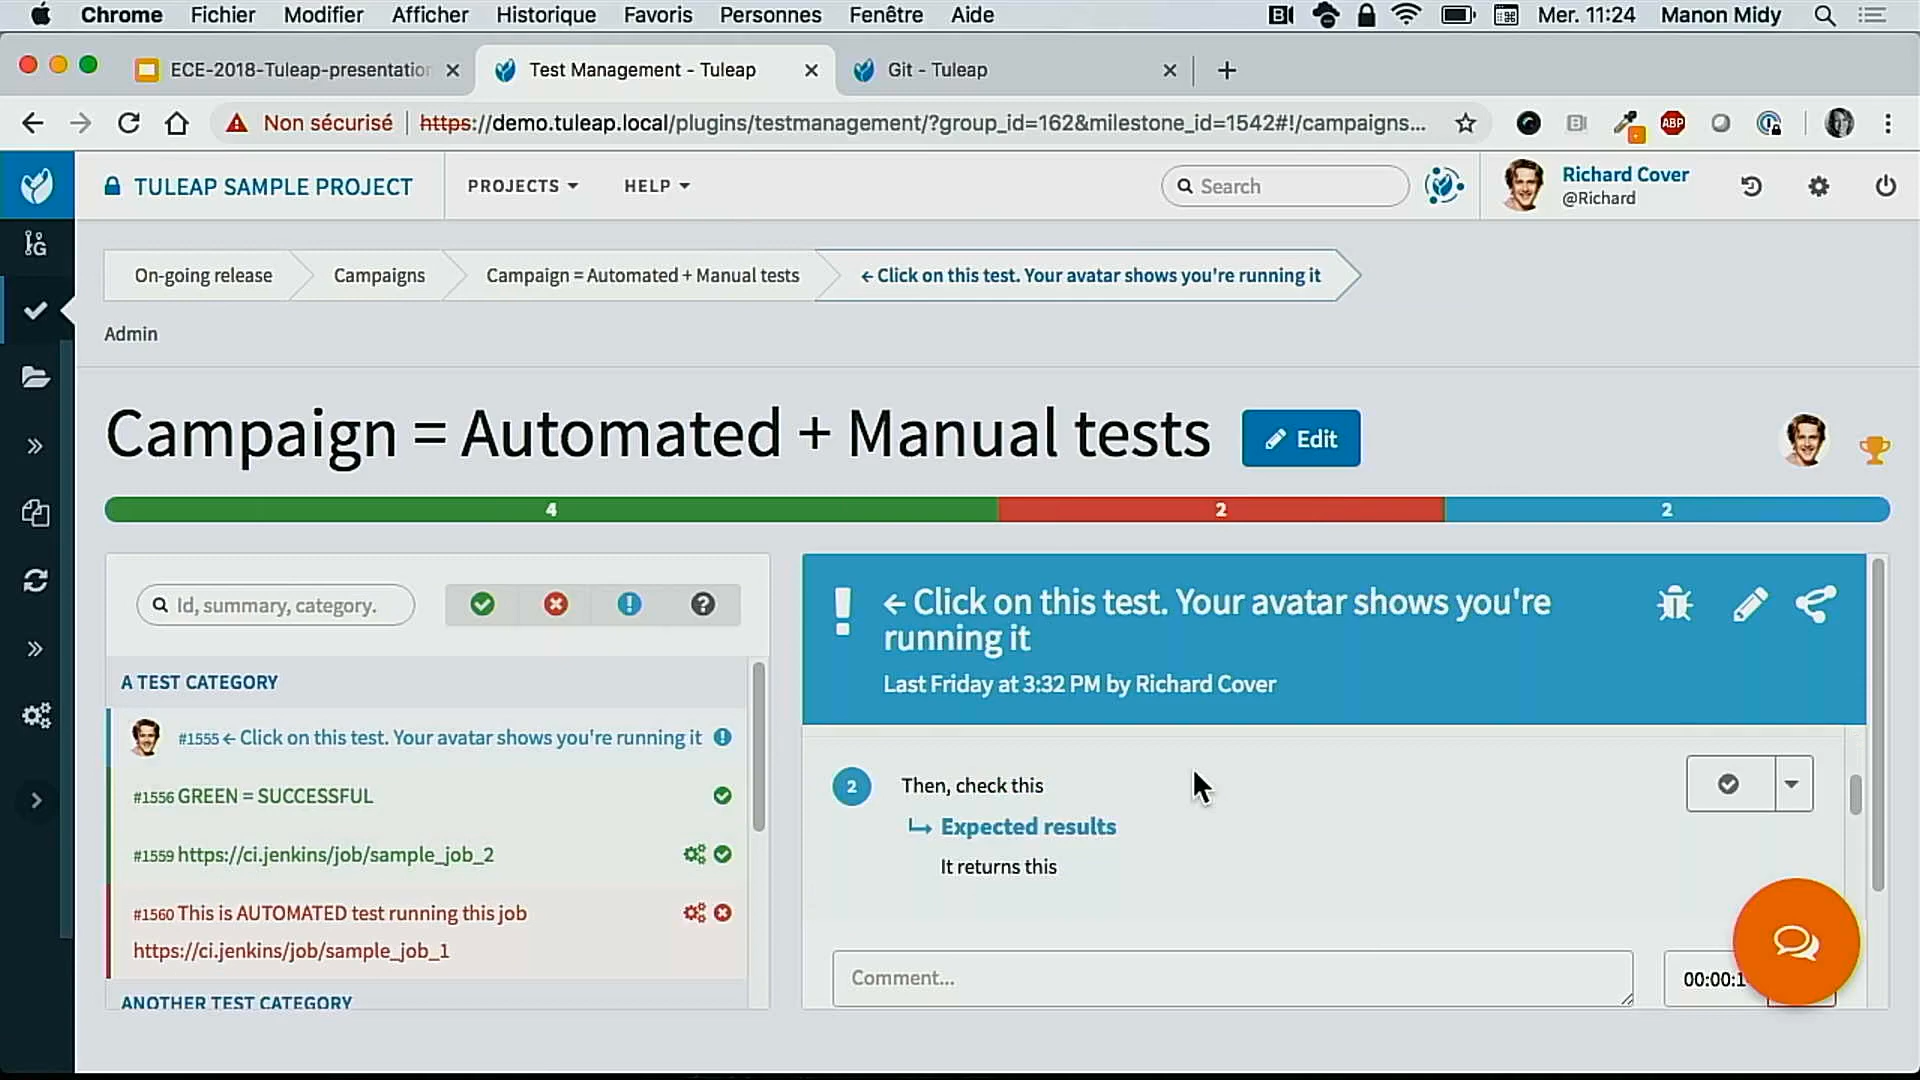 Chrome Fichier Modifier Afficher Historique Favoris Personnes Fenêtre Aide Mer. 11:24 Manon Midy
ECE-2018-Tuleap-presentation Test Management - Tuleap Git - Tuleap
Non sécurisé https://demo.tuleap.local/plugins/testmanagement/?group_id=162&milestone_id=1542#!/campaigns... ABP
TULEAP SAMPLE PROJECT PROJECTS HELP Search Richard Cover
@Richard
On-going release Campaigns Campaign = Automated + Manual tests ← Click on this test. Your avatar shows you're running it
Admin
Campaign = Automated + Manual tests Edit
4 2 2
Id, summary, category.
A TEST CATEGORY
#1555 ← Click on this test. Your avatar shows you're running it
#1556 GREEN = SUCCESSFUL
#1559 https://ci.jenkins/job/sample_job_2
#1560 This is AUTOMATED test running this job
https://ci.jenkins/job/sample_job_1
ANOTHER TEST CATEGORY
← Click on this test. Your avatar shows you're
running it
Last Friday at 3:32 PM by Richard Cover
2 Then, check this
Expected results
It returns this
Comment...
00:00:1